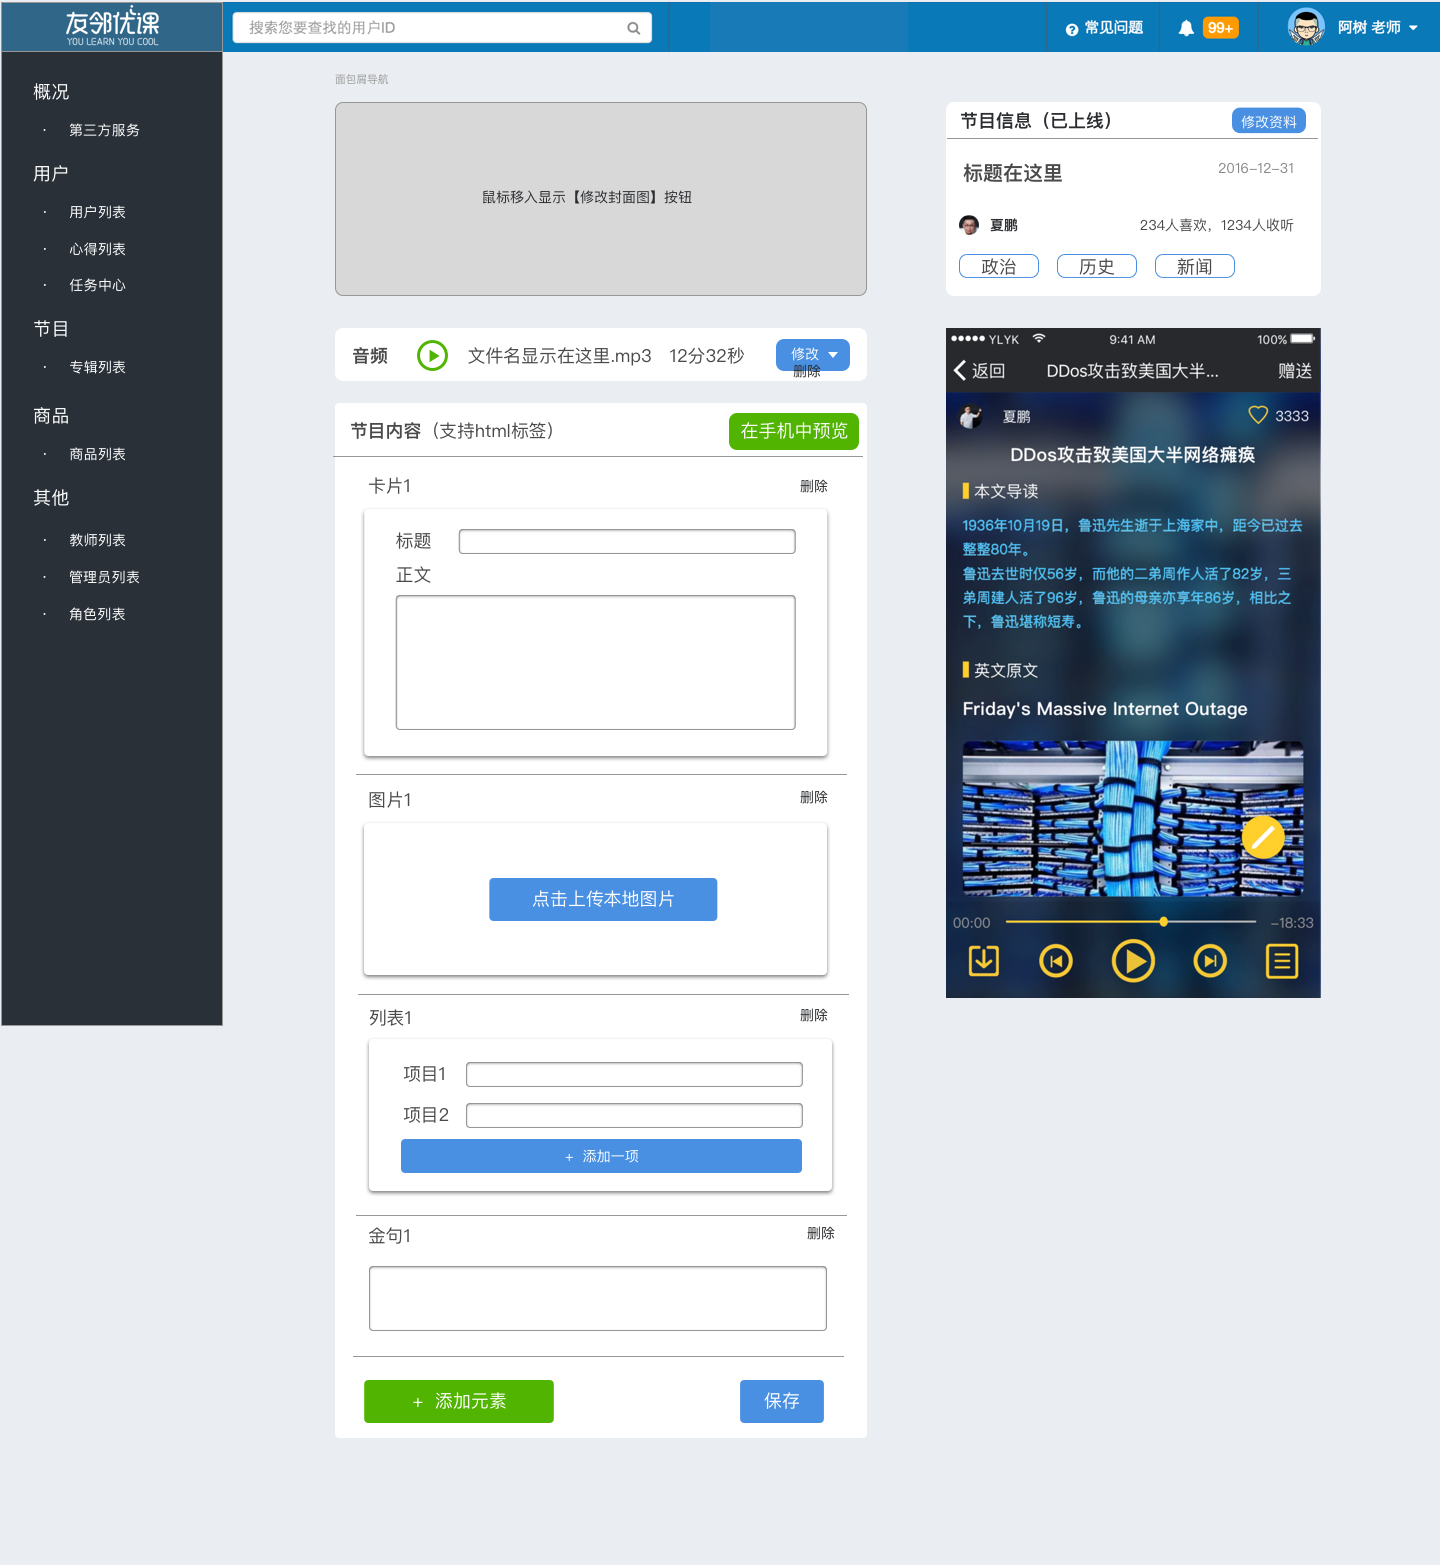 友邻优课
YOU LEARN YOU COOL
搜索您要查找的用户ID
常见问题
99+
阿树 老师
概况
· 第三方服务
用户
· 用户列表
· 心得列表
· 任务中心
节目
· 专辑列表
商品
· 商品列表
其他
· 教师列表
· 管理员列表
· 角色列表
面包屑导航
鼠标移入显示【修改封面图】按钮
音频
文件名显示在这里.mp3 12分32秒
修改
删除
节目内容（支持html标签）
在手机中预览
卡片1
删除
标题
正文
图片1
删除
点击上传本地图片
列表1
删除
项目1
项目2
+ 添加一项
金句1
删除
+ 添加元素
保存
节目信息（已上线）
修改资料
标题在这里
2016-12-31
夏鹏
234人喜欢，1234人收听
政治
历史
新闻
YLYK
9:41 AM
100%
返回
DDos攻击致美国大半...
赠送
夏鹏
3333
DDos攻击致美国大半网络瘫痪
本文导读
1936年10月19日，鲁迅先生逝于上海家中，距今已过去
整整80年。
鲁迅去世时仅56岁，而他的二弟周作人活了82岁，三
弟周建人活了96岁，鲁迅的母亲亦享年86岁，相比之
下，鲁迅堪称短寿。
英文原文
Friday's Massive Internet Outage
00:00
-18:33